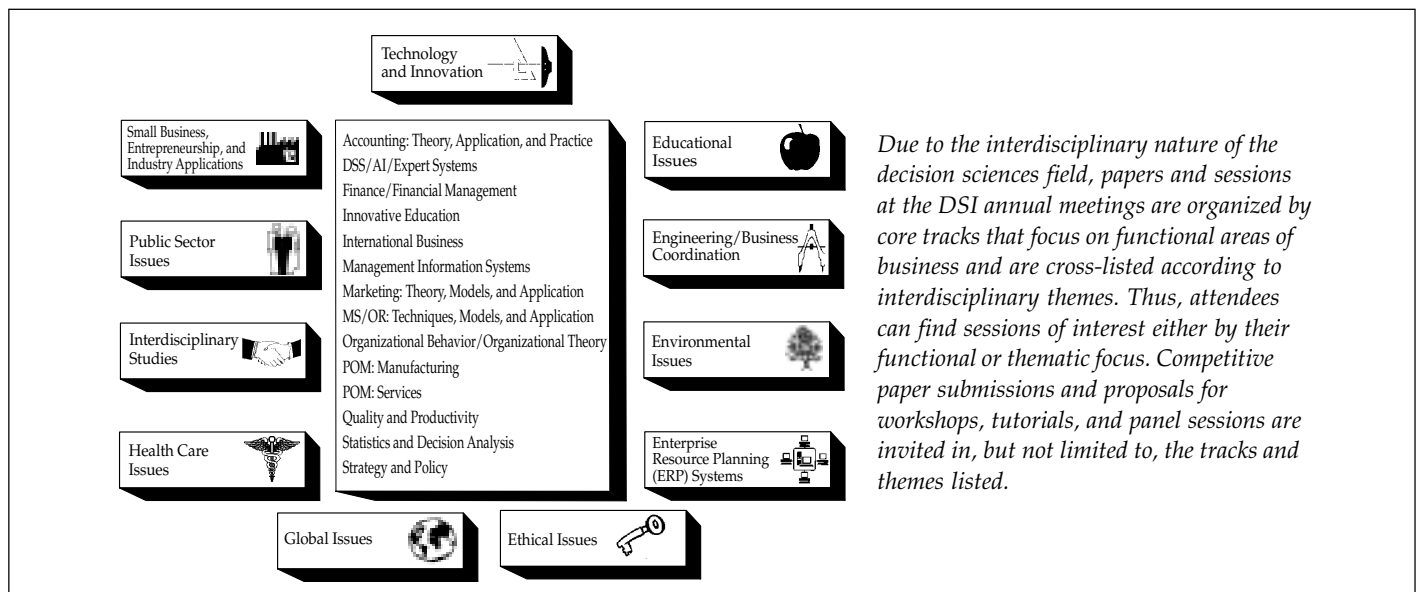 Technology
and Innovation
Small Business,
Entrepreneurship, and
Industry Applications
Public Sector
Issues
Interdisciplinary
Studies
Health Care
Issues
Accounting: Theory, Application, and Practice
DSS/AI/Expert Systems
Finance/Financial Management
Innovative Education
International Business
Management Information Systems
Marketing: Theory, Models, and Application
MS/OR: Techniques, Models, and Application
Organizational Behavior/Organizational Theory
POM: Manufacturing
POM: Services
Quality and Productivity
Statistics and Decision Analysis
Strategy and Policy
Educational
Issues
Engineering/Business
Coordination
Environmental
Issues
Enterprise
Resource Planning
(ERP) Systems
Global Issues
Ethical Issues
Due to the interdisciplinary nature of the
decision sciences field, papers and sessions
at the DSI annual meetings are organized by
core tracks that focus on functional areas of
business and are cross-listed according to
interdisciplinary themes. Thus, attendees
can find sessions of interest either by their
functional or thematic focus. Competitive
paper submissions and proposals for
workshops, tutorials, and panel sessions are
invited in, but not limited to, the tracks and
themes listed.